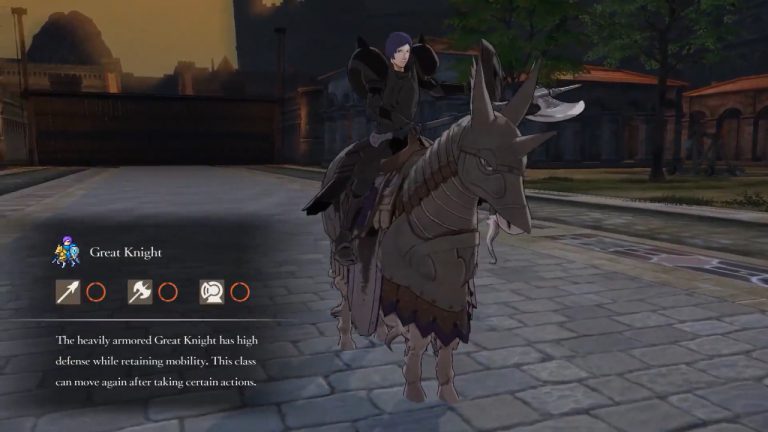 Great Knight
The heavily armored Great Knight has high
defense while retaining mobility. This class
can move again after taking certain actions.